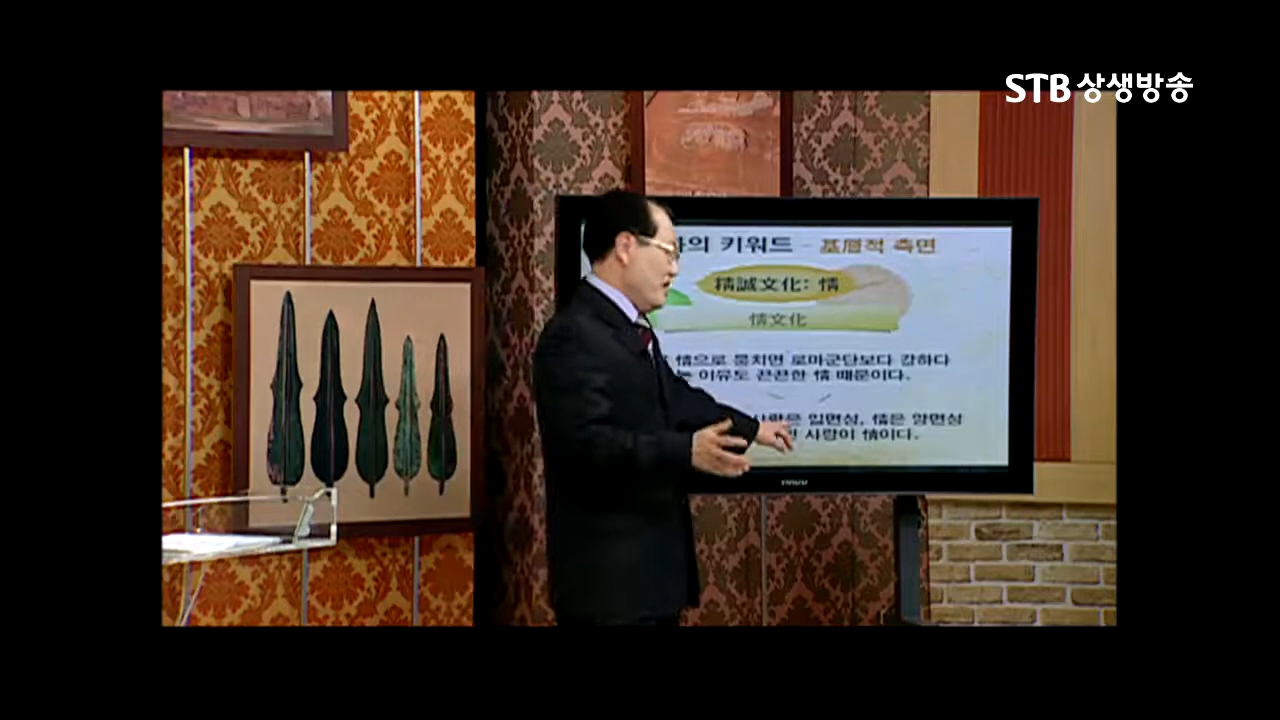 STB 상생방송
의 키워드 - 基層적 측면
精誠文化: 情
情文化
情으로 뭉치면 로마군단보다 강하다
는 이유도 끈끈한 情 때문이다.
사랑은 일면성, 情은 양면성
사랑이 情이다.